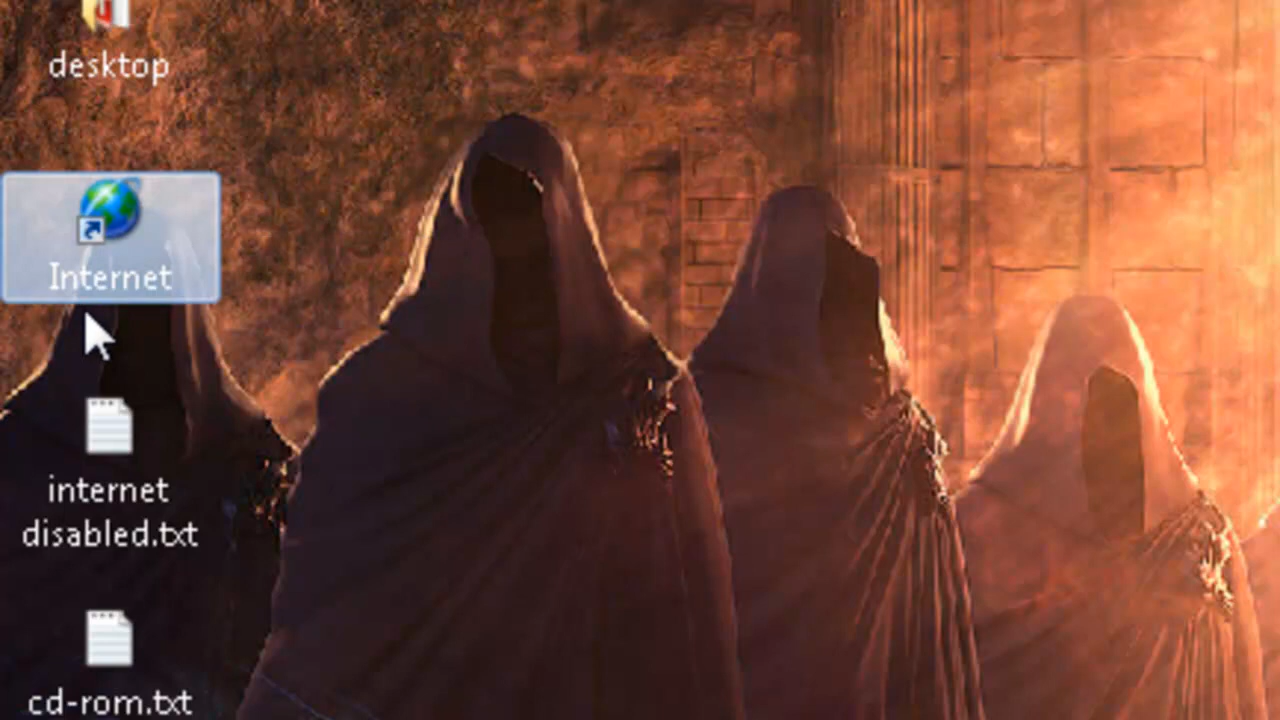 desktop
Internet
internet
disabled.txt
cd-rom.txt